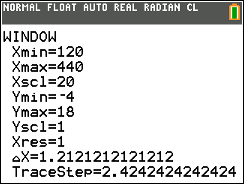 NORMAL FLOAT AUTO REAL RADIAN CL
WINDOW
Xmin=120
Xmax=440
Xscl=20
Ymin=-4
Ymax=18
Yscl=1
Xres=1
△X=1.2121212121212
TraceStep=2.4242424242424